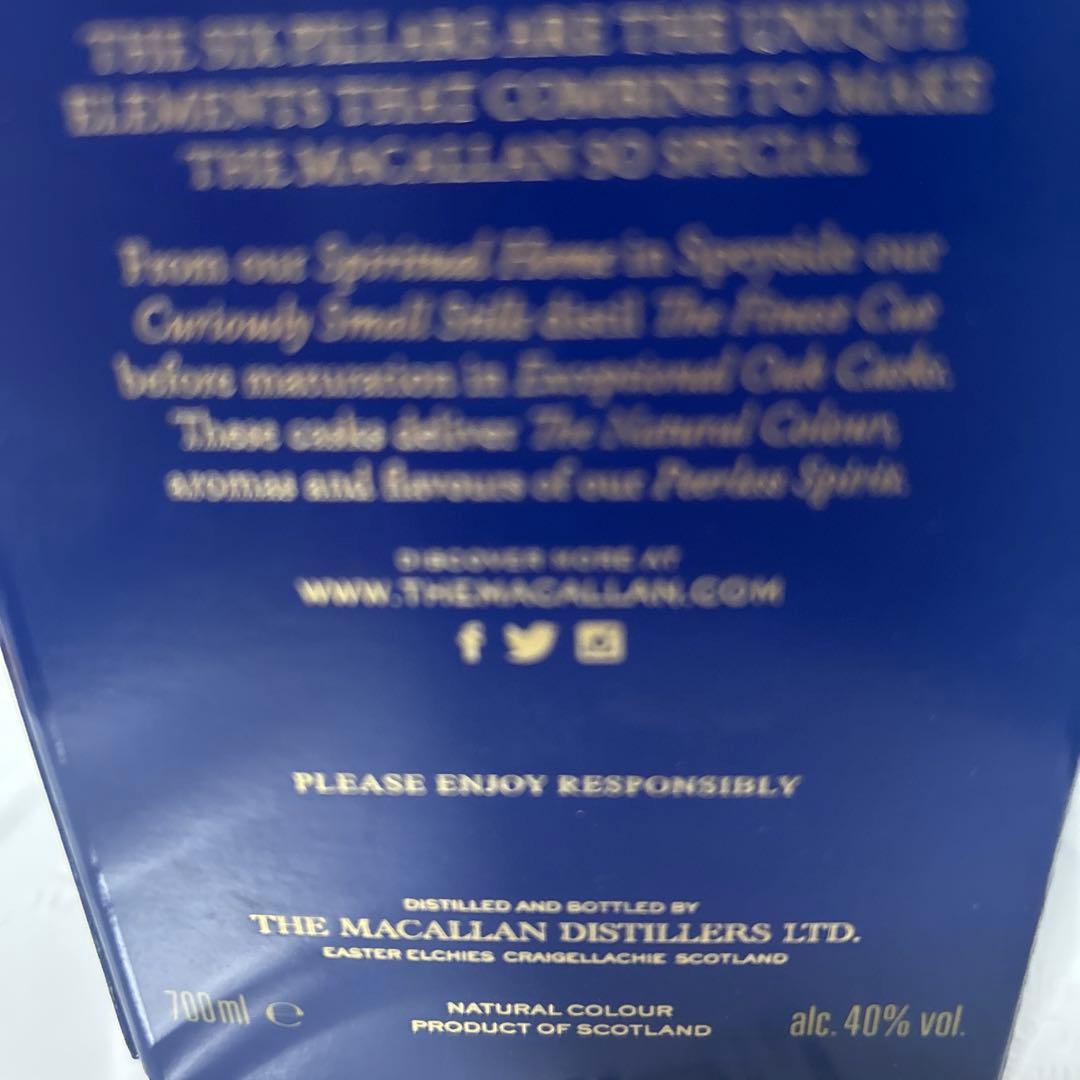 THE SIX PILLARS ARE THE UNIQUE
ELEMENTS THAT COMBINE TO MAKE
THE MACALLAN SO SPECIAL
From our Spiritual Home in Speyside our
Curiously Small Stills distil The Finest Cut
before maturation in Exceptional Oak Casks.
These casks deliver The Natural Colour,
aromas and flavours of our Peerless Spirit.
DISCOVER MORE AT
WWW.THEMACALLAN.COM
PLEASE ENJOY RESPONSIBLY
DISTILLED AND BOTTLED BY
THE MACALLAN DISTILLERS LTD.
EASTER ELCHIES CRAIGELLACHIE SCOTLAND
700ml ℮
NATURAL COLOUR
PRODUCT OF SCOTLAND
alc. 40% vol.